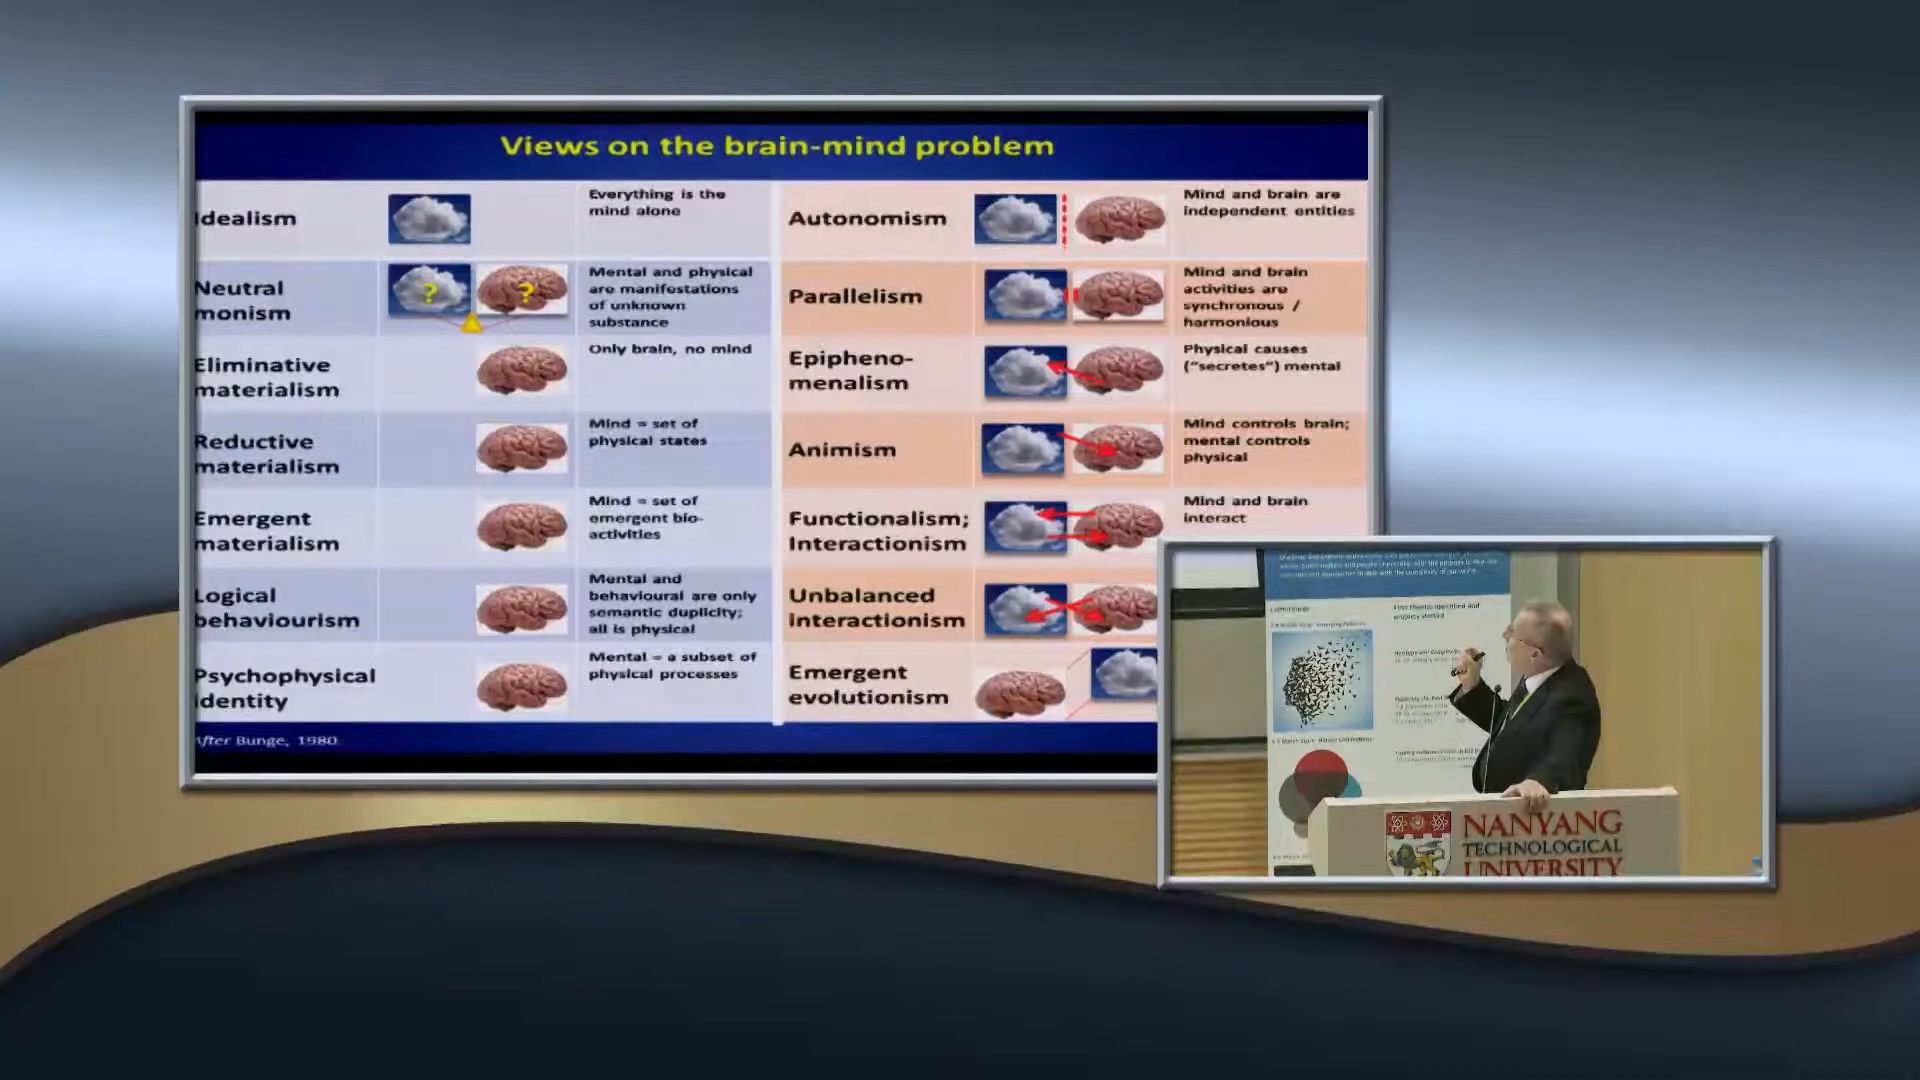 Views on the brain-mind problem
Idealism
Everything is the
mind alone
Neutral
monism
?
?
Mental and physical
are manifestations
of unknown
substance
Eliminative
materialism
Only brain, no mind
Reductive
materialism
Mind = set of
physical states
Emergent
materialism
Mind = set of
emergent bio-
activities
Logical
behaviourism
Mental and
behavioural are only
semantic duplicity;
all is physical
Psychophysical
identity
Mental = a subset of
physical processes
Autonomism
Mind and brain are
independent entities
Parallelism
Mind and brain
activities are
synchronous /
harmonious
Epipheno-
menalism
Physical causes
("secretes") mental
Animism
Mind controls brain;
mental controls
physical
Functionalism;
Interactionism
Mind and brain
interact
Unbalanced
interactionism
Emergent
evolutionism
After Bunge, 1980
NANYANG
TECHNOLOGICAL
UNIVERSITY